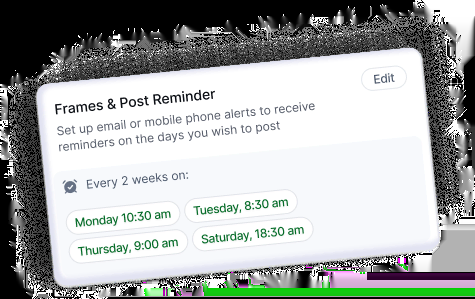 Frames & Post Reminder
Edit
Set up email or mobile phone alerts to receive
reminders on the days you wish to post
Every 2 weeks on:
Monday 10:30 am
Tuesday, 8:30 am
Thursday, 9:00 am
Saturday, 18:30 am